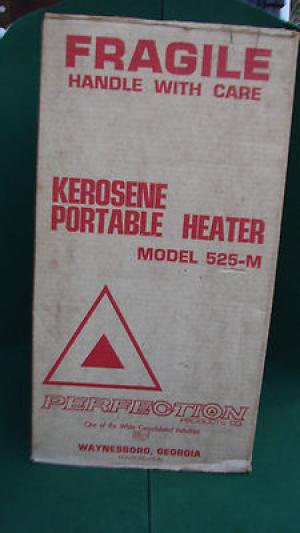 FRAGILE
HANDLE WITH CARE
KEROSENE
PORTABLE HEATER
MODEL 525-M
PERFECTION
PRODUCTS CO.
One of the White Consolidated Industries
WAYNESBORO, GEORGIA